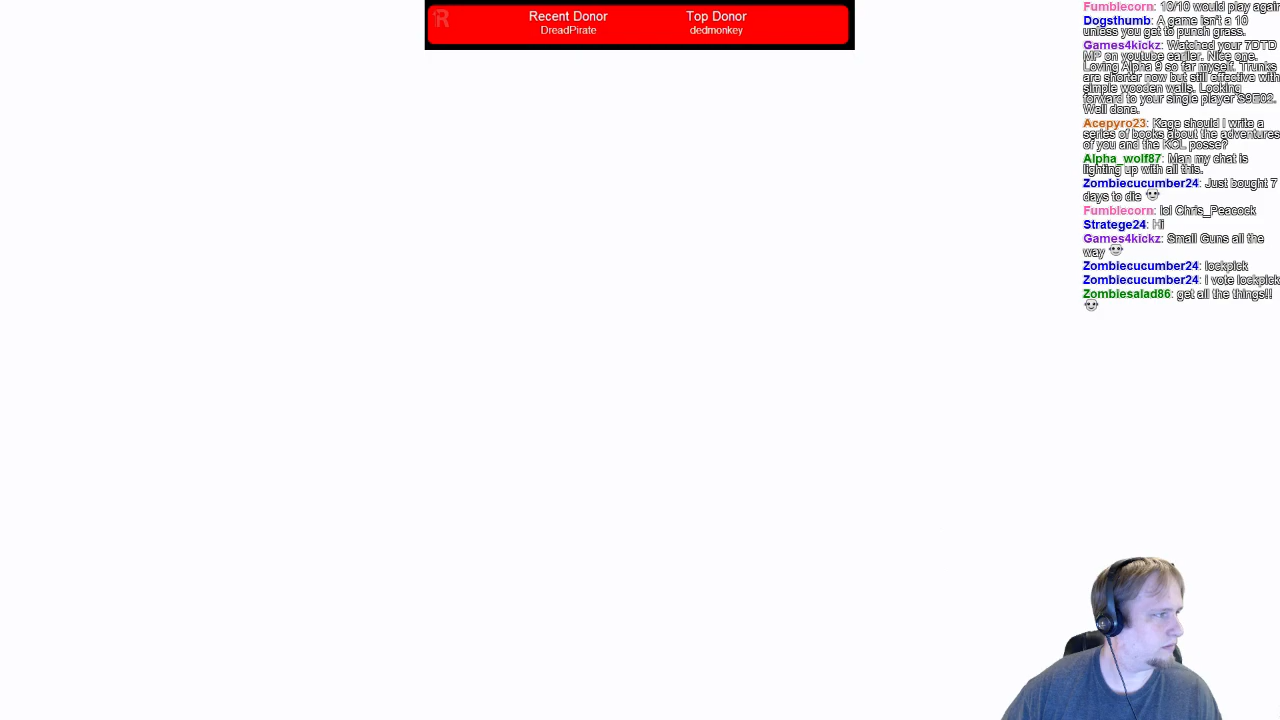 Recent Donor
Top Donor
DreadPirate
dedmonkey
Fumblecorn: 10/10 would play again
Dogsthumb: A game isn't a 10
unless you get to punch grass.
Games4kickz: Watched your 7DTD
MP on youtube earlier. Nice one.
Loving Alpha 9 so far myself. Trunks
are shorter now but still effective with
simple wooden walls. Looking
forward to your single player S9E02.
Well done.
Acepyro23: Kage should I write a
series of books about the adventures
of you and the KOL posse?
Alpha_wolf87: Man my chat is
lighting up with all this.
Zombiecucumber24: Just bought 7
days to die
Fumblecorn: lol Chris_Peacock
Stratege24: Hi
Games4kickz: Small Guns all the
way
Zombiecucumber24: lockpick
Zombiecucumber24: I vote lockpick
Zombiesalad86: get all the things!!